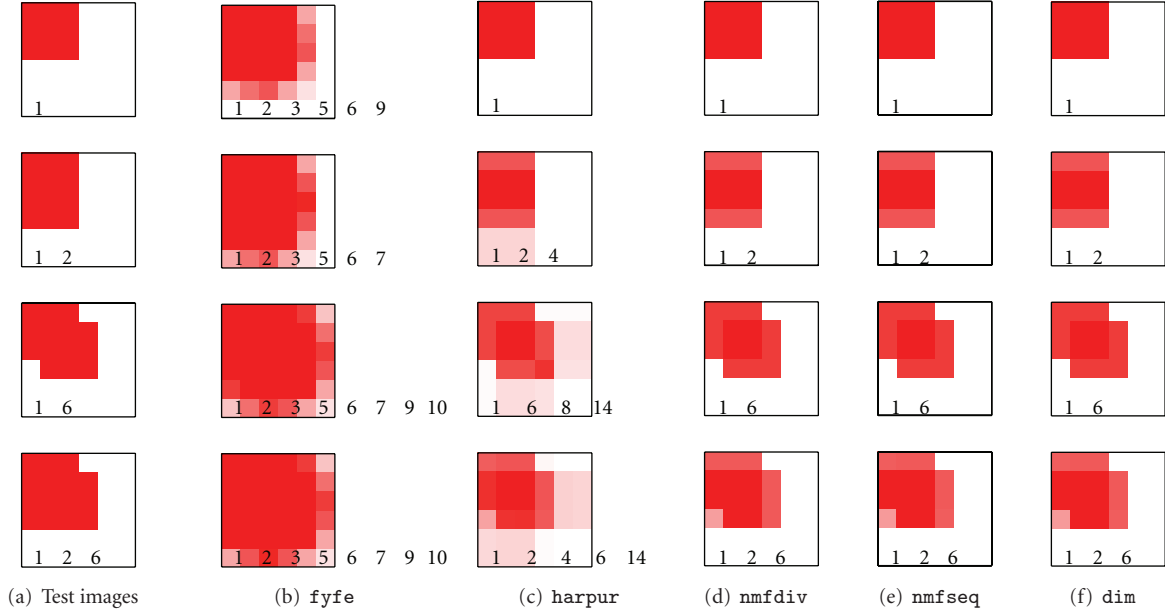 1
1 2 3 5 6 9
1
1
1
1
1 2
1 2 3 5 6 7
1 2 4
1 2
1 2
1 2
1 6
1 2 3 5 6 7 9 10
1 6 8 14
1 6
1 6
1 6
1 2 6
1 2 3 5 6 7 9 10
1 2 4 6 14
1 2 6
1 2 6
1 2 6
(a) Test images
(b) fyfe
(c) harpur
(d) nmfdiv
(e) nmfseq
(f) dim